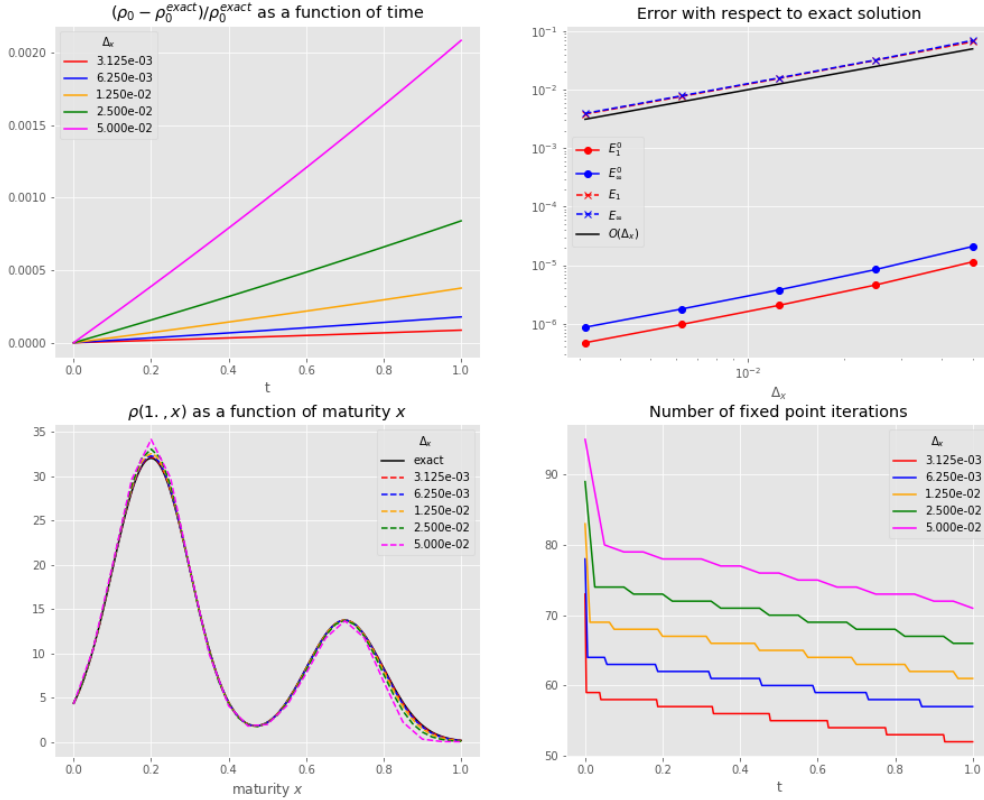 (ρ₀ − ρ₀^{exact})/ρ₀^{exact} as a function of time
Δₓ
3.125e-03
6.250e-03
1.250e-02
2.500e-02
5.000e-02
0.0020
0.0015
0.0010
0.0005
0.0000
0.0 0.2 0.4 0.6 0.8 1.0
t
Error with respect to exact solution
10⁻¹
10⁻²
10⁻³
10⁻⁴
10⁻⁵
10⁻⁶
E₁⁰
E∞⁰
E₁
E∞
O(Δₓ)
10⁻²
Δₓ
ρ(1., x) as a function of maturity x
Δₓ
exact
3.125e-03
6.250e-03
1.250e-02
2.500e-02
5.000e-02
35
30
25
20
15
10
5
0
0.0 0.2 0.4 0.6 0.8 1.0
maturity x
Number of fixed point iterations
Δₓ
3.125e-03
6.250e-03
1.250e-02
2.500e-02
5.000e-02
90
80
70
60
50
0.0 0.2 0.4 0.6 0.8 1.0
t